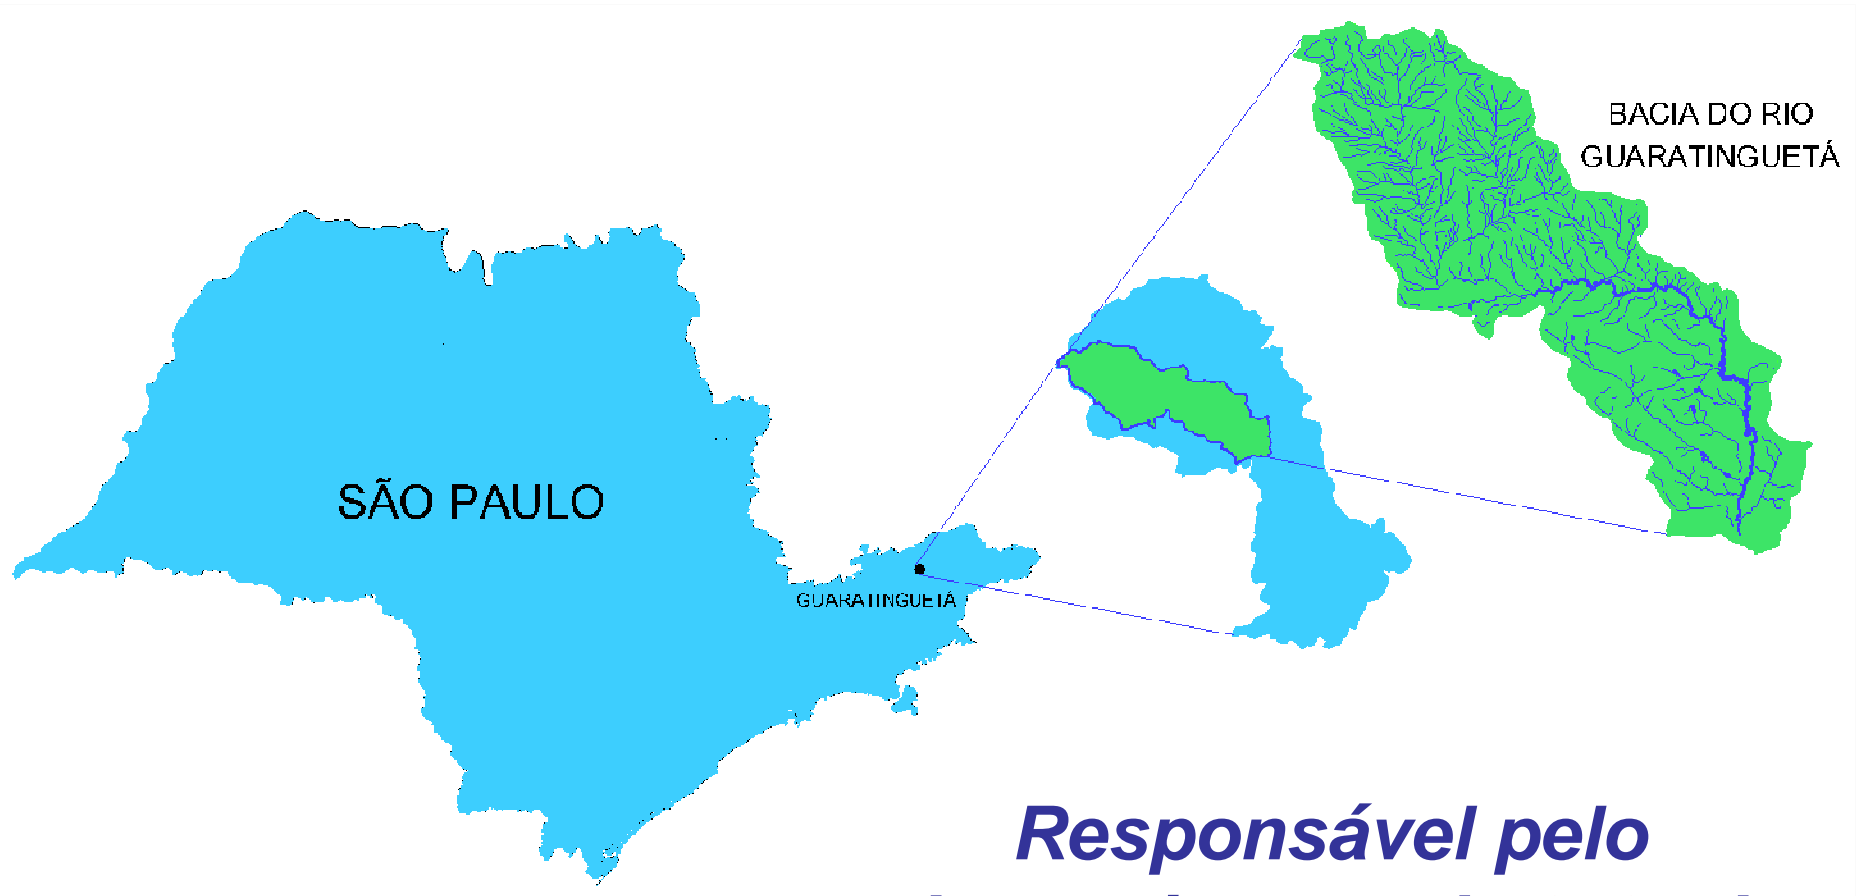 BACIA DO RIO
GUARATINGUETÁ
SÃO PAULO
GUARATINGUETÁ
Responsável pelo